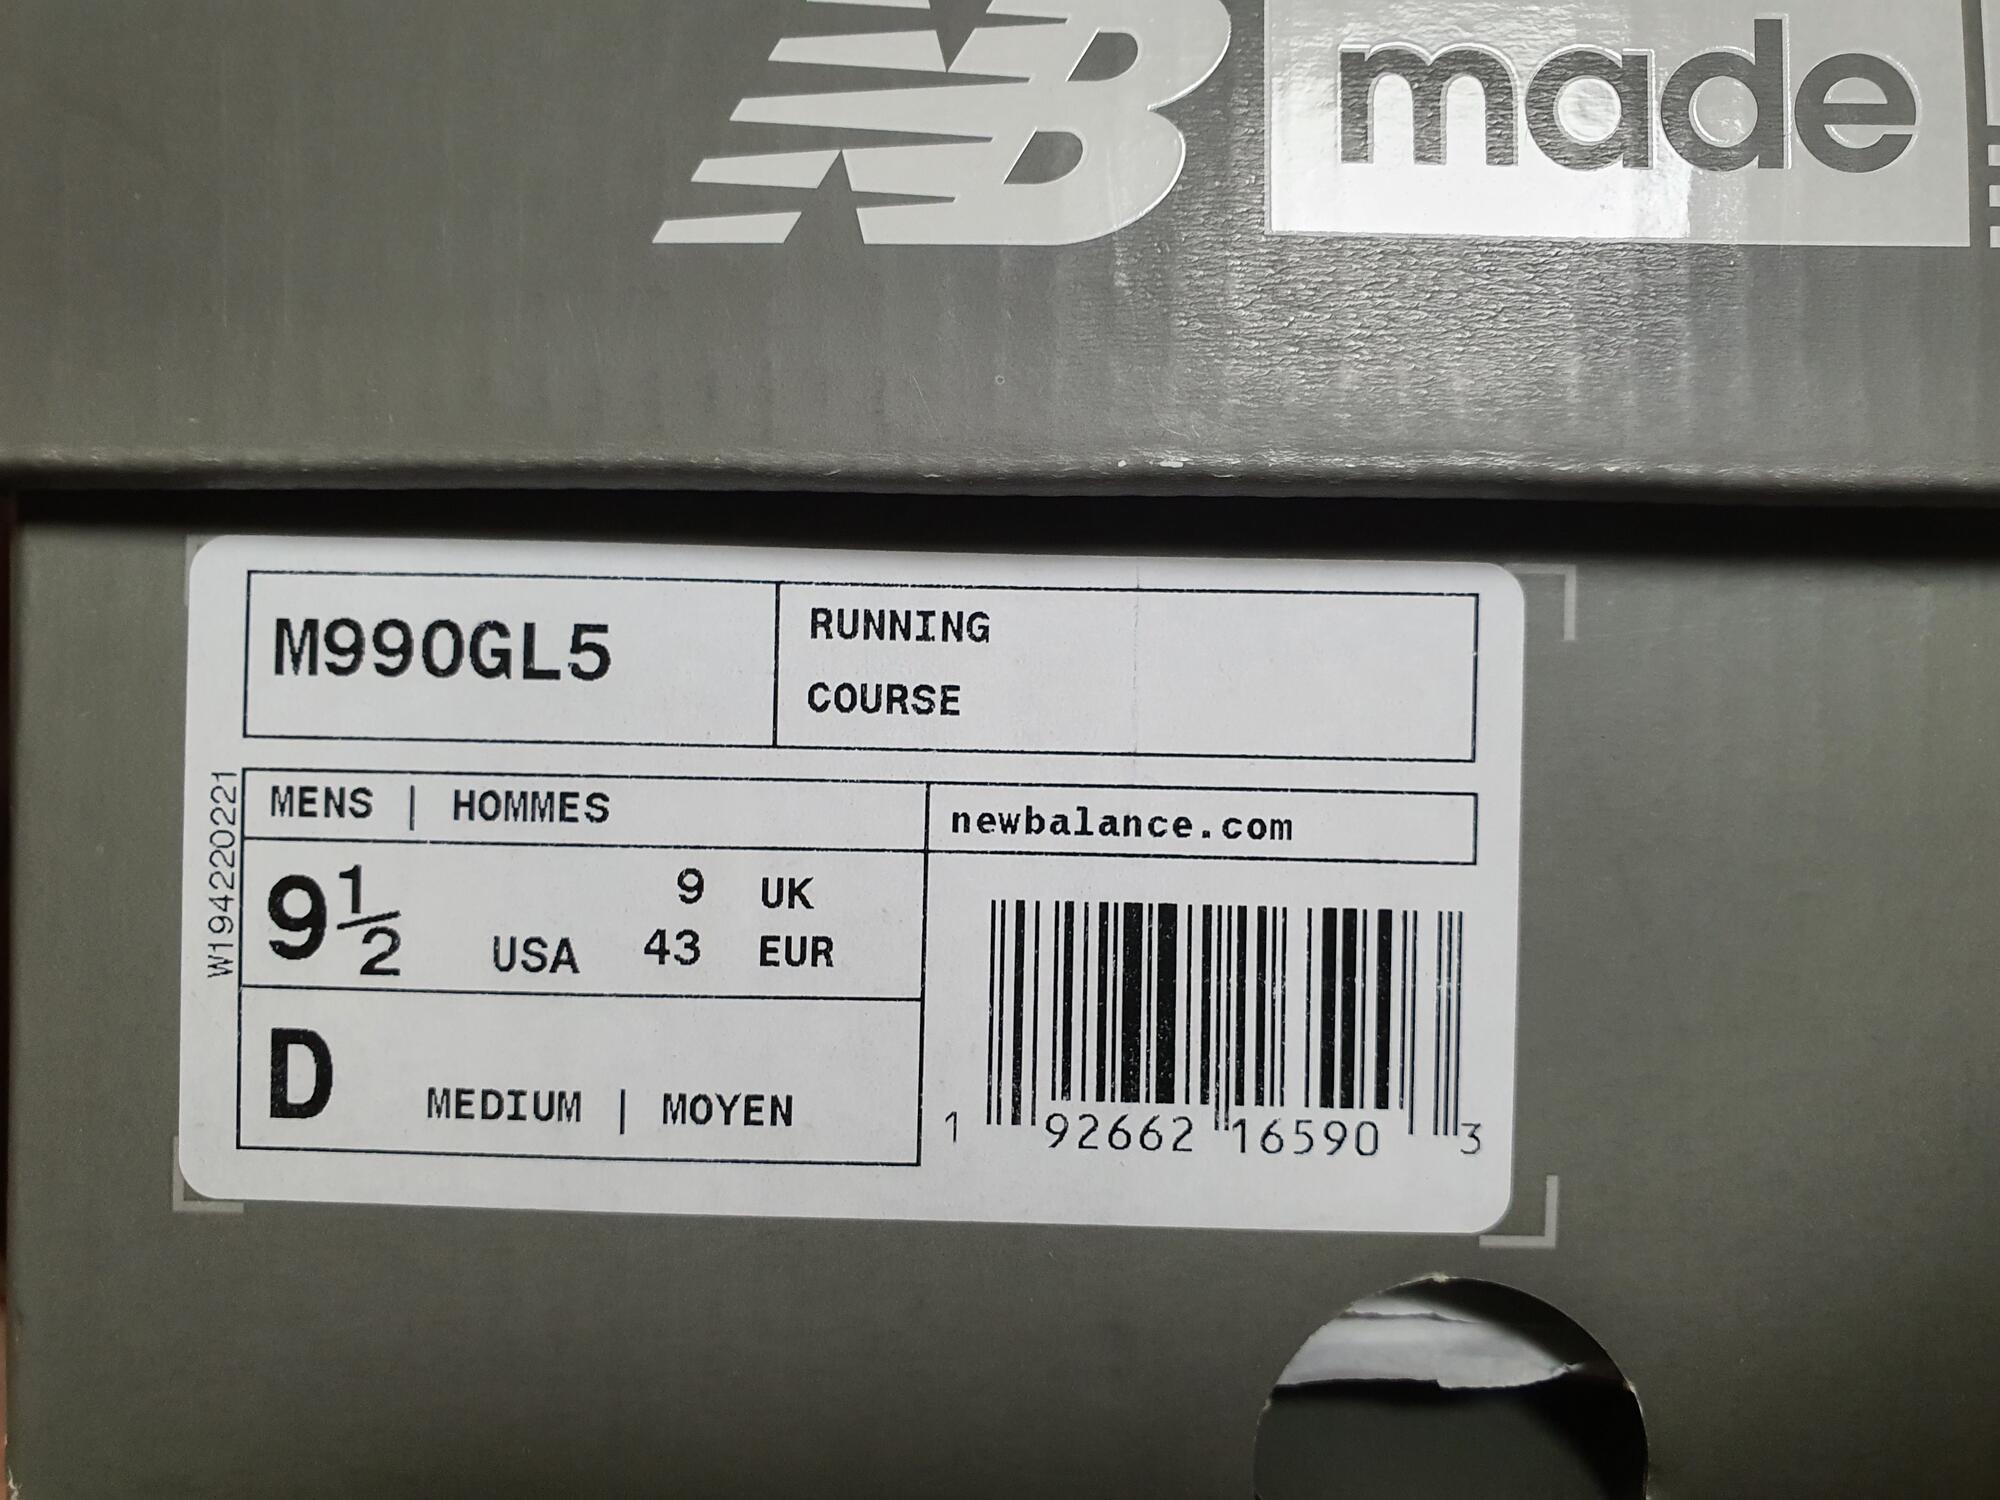 NB
made
M990GL5
RUNNING
COURSE
W194220221
MENS | HOMMES
newbalance.com
9 1/2 USA
9 UK
43 EUR
D MEDIUM | MOYEN
1 92662 16590 3